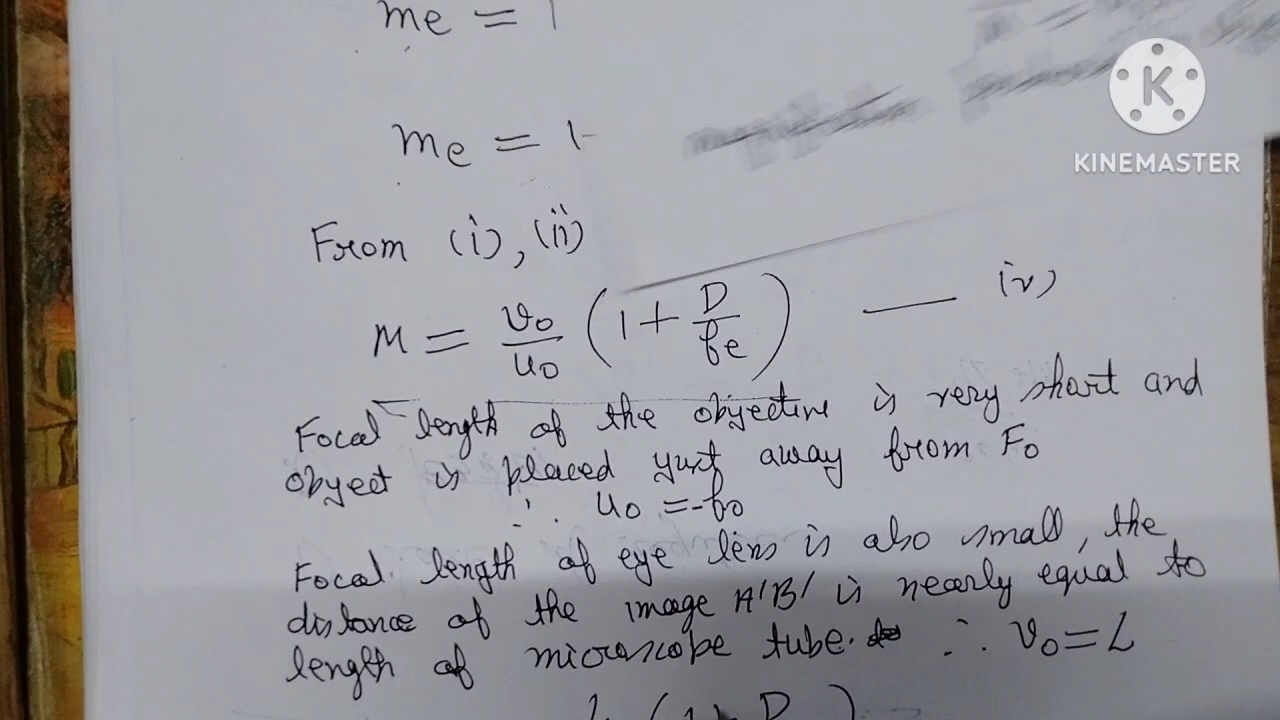 me = 1
KINEMASTER
me = 1-
From (i), (ii)
M = v₀/u₀ (1 + D/fe) — iv)
Focal length of the objective is very short and
object is placed just away from F₀
∴ u₀ = -f₀
Focal length of eye lens is also small, the
distance of the image A'B' is nearly equal to
length of microscope tube. ∴ v₀ = L
(1+ D )